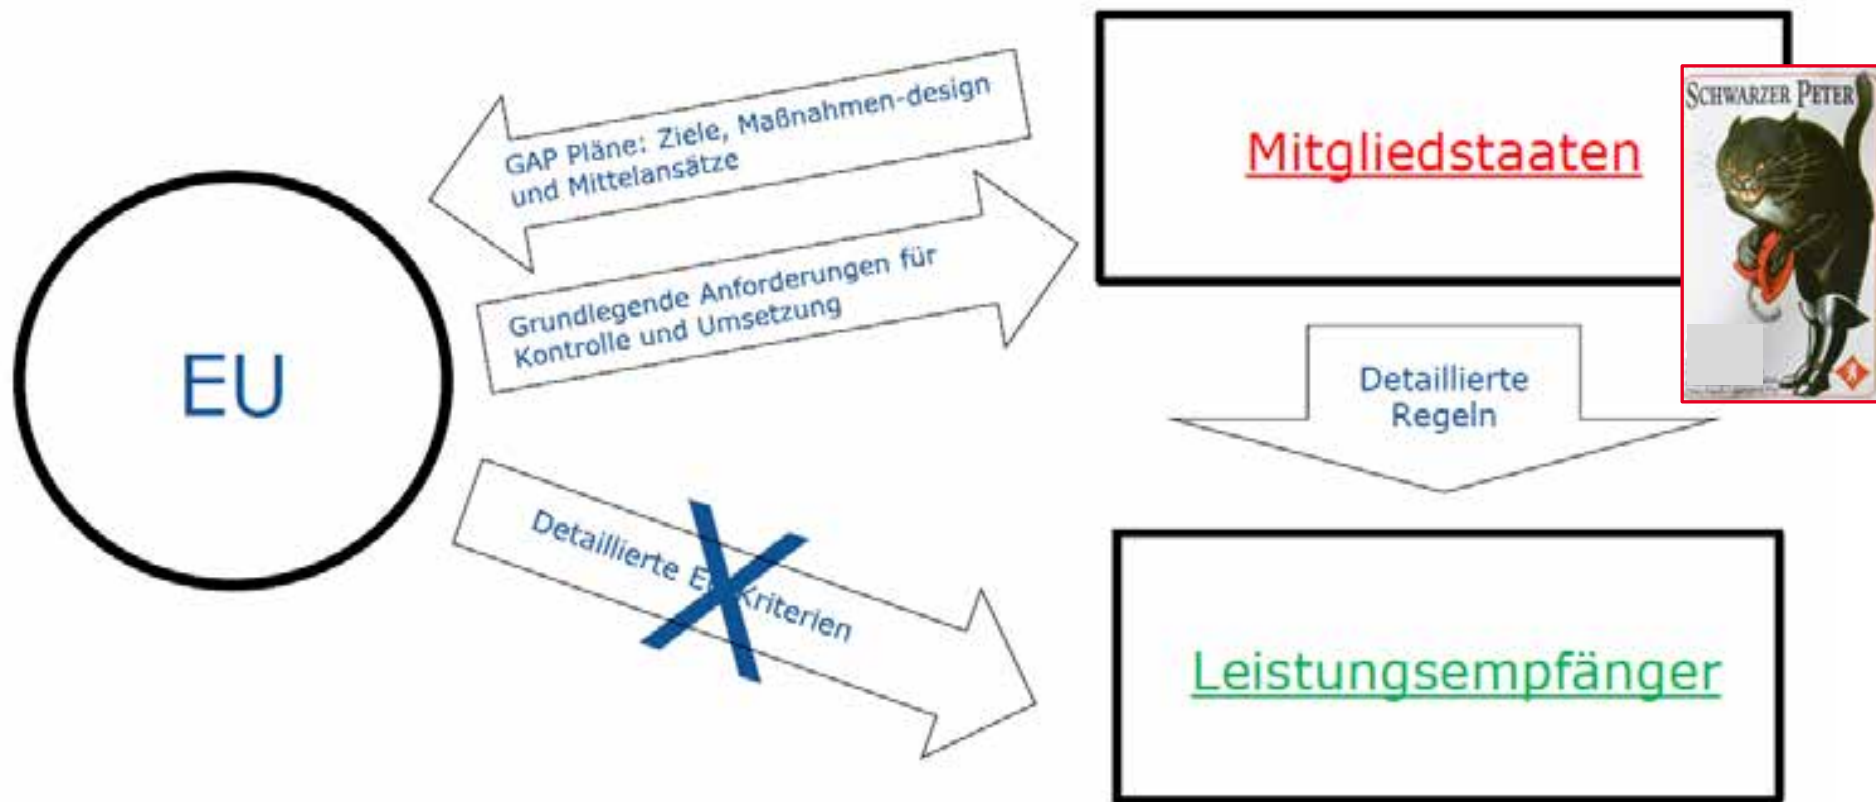 SCHWARZER PETER
GAP Pläne: Ziele, Maßnahmen-design
und Mittelansätze
Mitgliedstaaten
Grundlegende Anforderungen für
Kontrolle und Umsetzung
EU
Detaillierte
Regeln
Detaillierte Kriterien
Leistungsempfänger